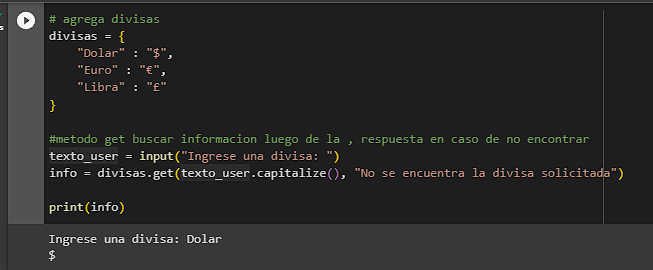 # agrega divisas
divisas = {
    "Dolar" : "$",
    "Euro" : "€",
    "Libra" : "£"
}
#metodo get buscar informacion luego de la , respuesta en caso de no encontrar
texto_user = input("Ingrese una divisa: ")
info = divisas.get(texto_user.capitalize(), "No se encuentra la divisa solicitada")
print(info)
Ingrese una divisa: Dolar
$